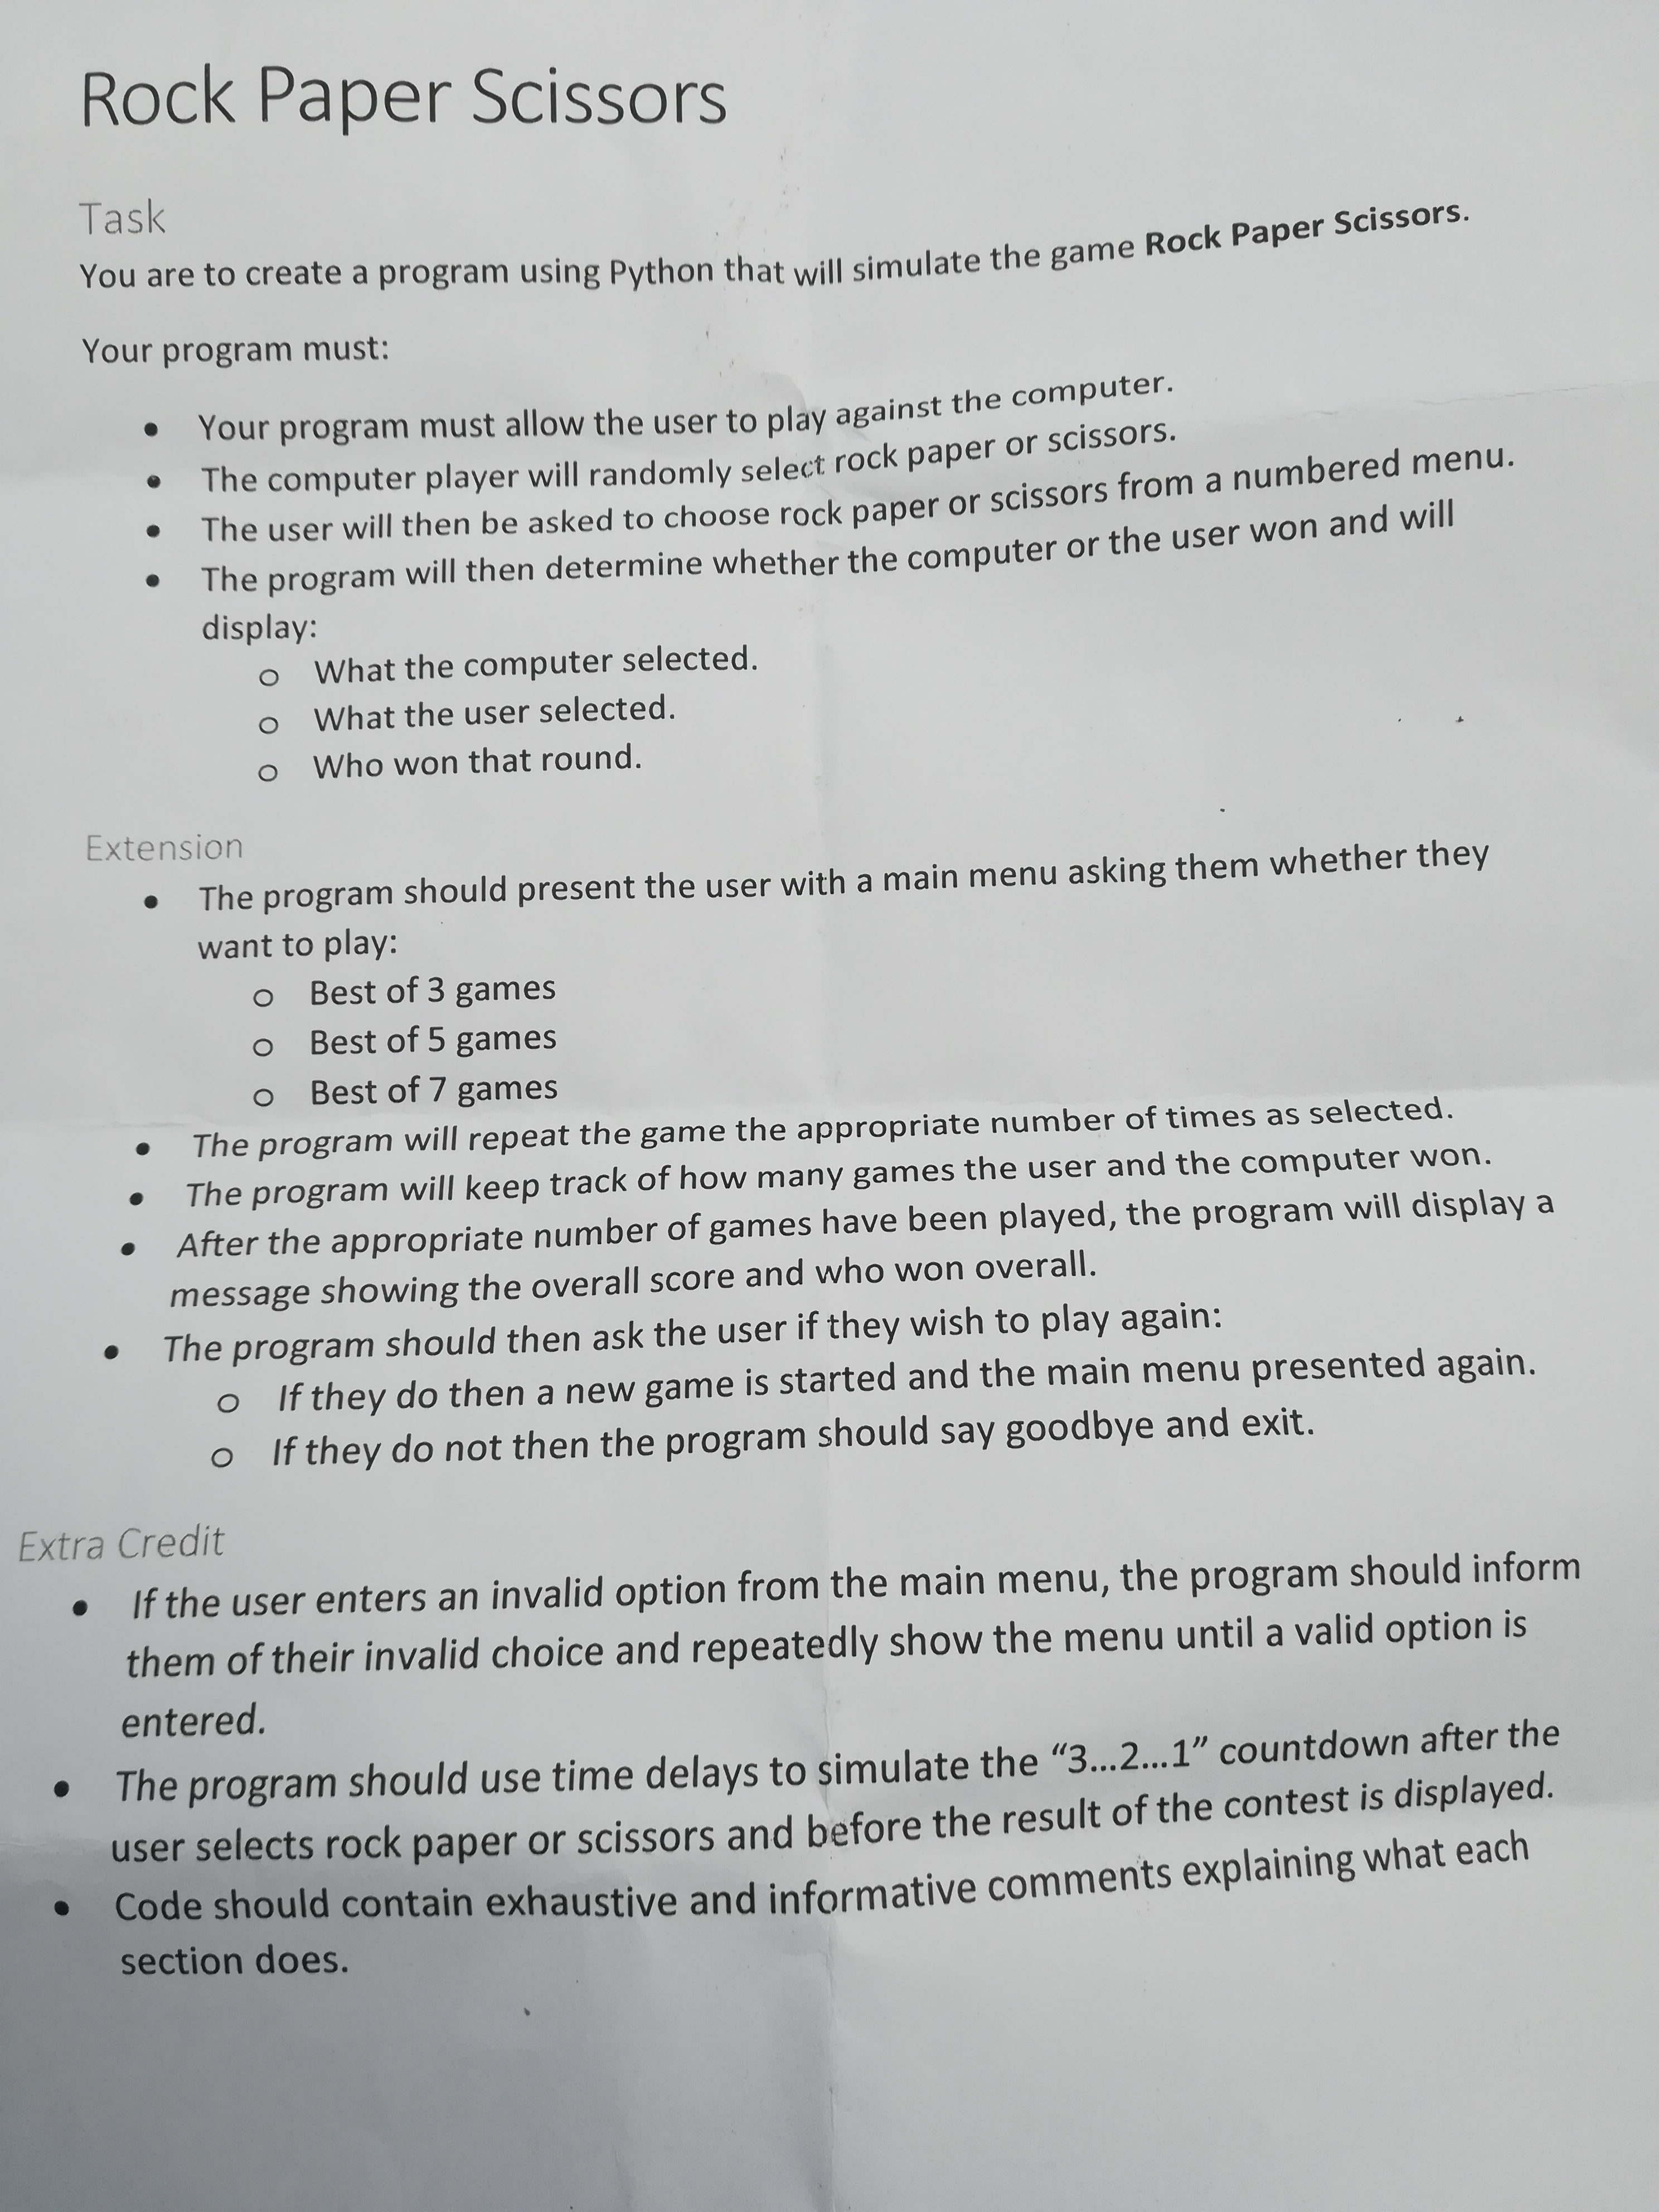 Rock Paper Scissors
Task
You are to create a program using Python that will simulate the game Rock Paper Scissors.
Your program must:
• Your program must allow the user to play against the computer.
• The computer player will randomly select rock paper or scissors.
• The user will then be asked to choose rock paper or scissors from a numbered menu.
• The program will then determine whether the computer or the user won and will
display:
o What the computer selected.
o What the user selected.
o Who won that round.
Extension
• The program should present the user with a main menu asking them whether they
want to play:
o Best of 3 games
o Best of 5 games
o Best of 7 games
• The program will repeat the game the appropriate number of times as selected.
• The program will keep track of how many games the user and the computer won.
• After the appropriate number of games have been played, the program will display a
message showing the overall score and who won overall.
• The program should then ask the user if they wish to play again:
o If they do then a new game is started and the main menu presented again.
o If they do not then the program should say goodbye and exit.
Extra Credit
• If the user enters an invalid option from the main menu, the program should inform
them of their invalid choice and repeatedly show the menu until a valid option is
entered.
• The program should use time delays to simulate the “3...2...1” countdown after the
user selects rock paper or scissors and before the result of the contest is displayed.
• Code should contain exhaustive and informative comments explaining what each
section does.